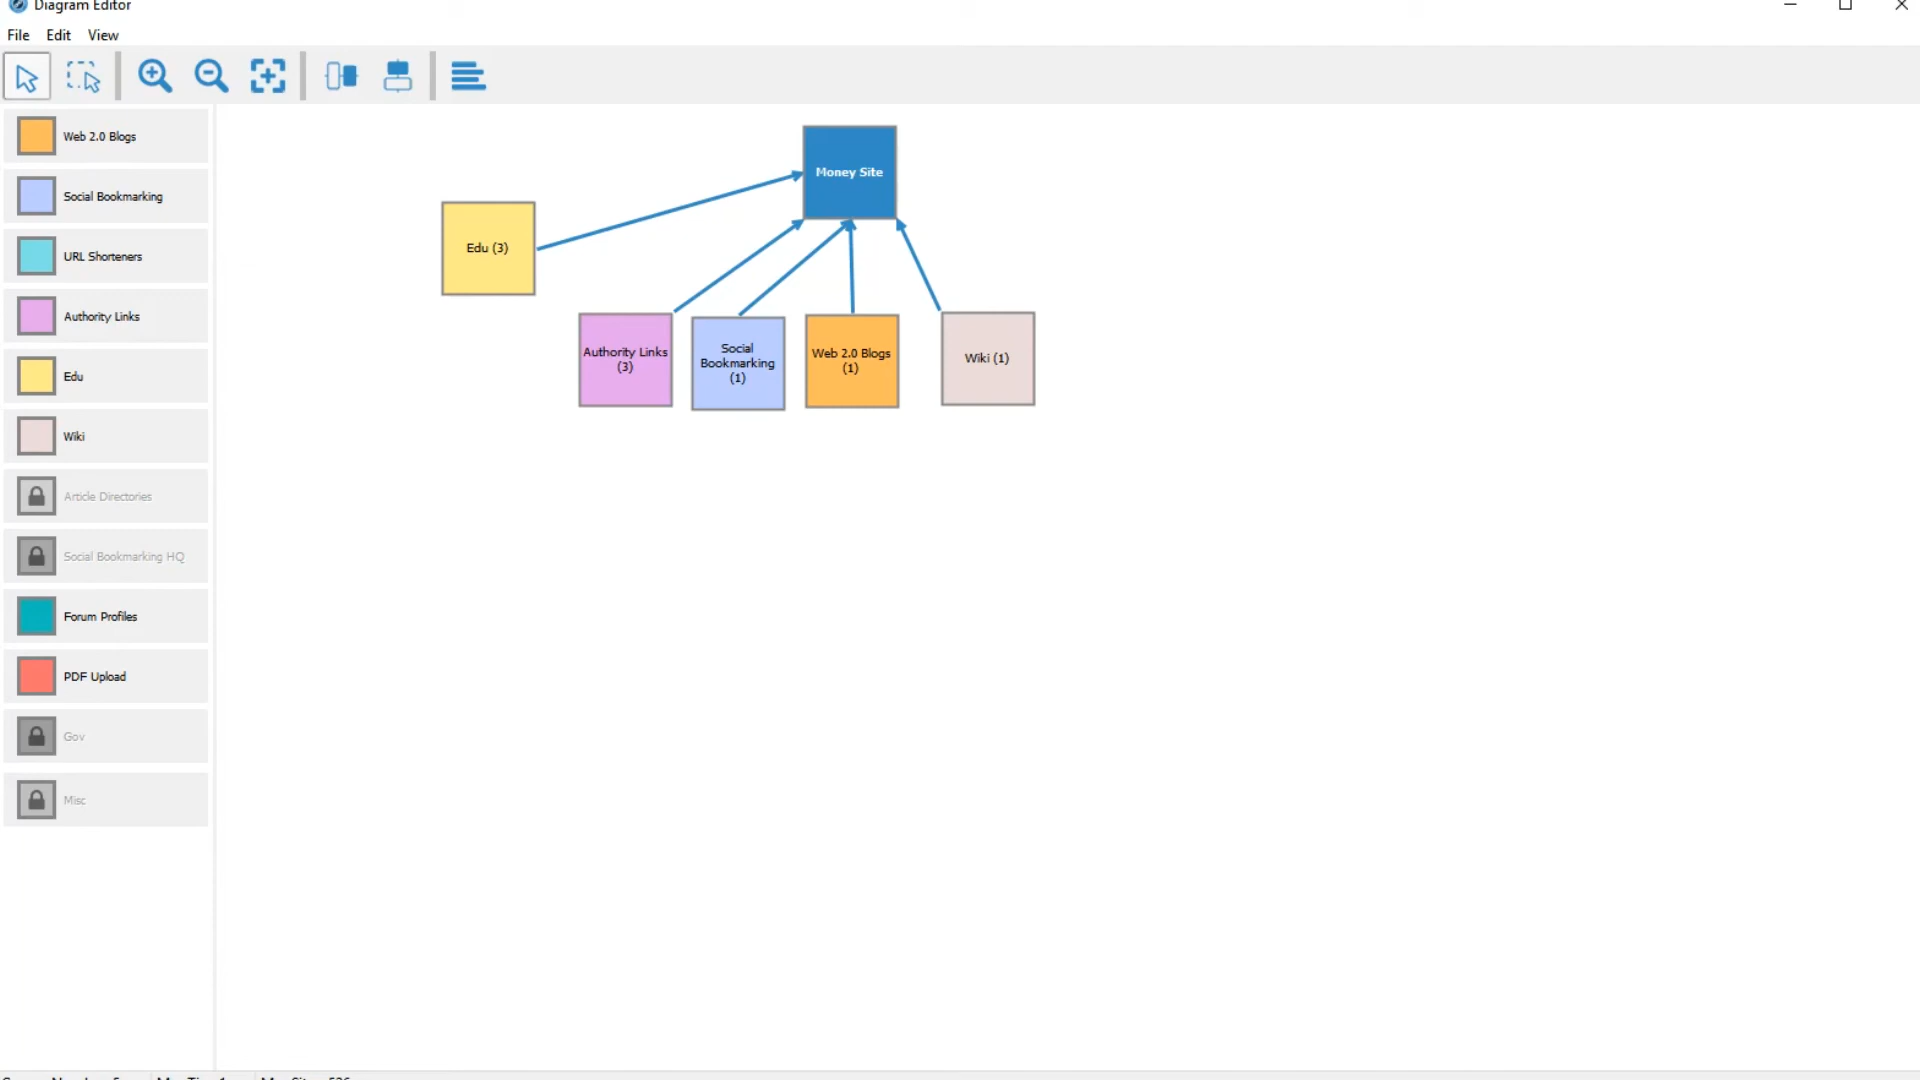 Diagram Editor
File Edit View
Web 2.0 Blogs
Social Bookmarking
URL Shorteners
Authority Links
Edu
Wiki
Article Directories
Social Bookmarking HQ
Forum Profiles
PDF Upload
Gov
Misc
Money Site
Edu (3)
Authority Links
(3)
Social
Bookmarking
(1)
Web 2.0 Blogs
(1)
Wiki (1)